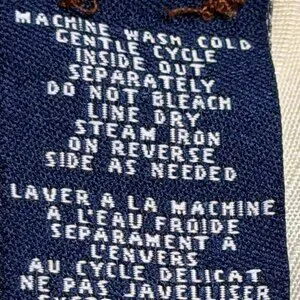 MACHINE WASH COLD
GENTLE CYCLE
INSIDE OUT
SEPARATELY
DO NOT BLEACH
LINE DRY
STEAM IRON
ON REVERSE
SIDE AS NEEDED
LAVER A LA MACHINE
A L'EAU FROIDE
SEPARAMENT A
L'ENVERS
AU CYCLE DELICAT
NE PAS JAVELLISER